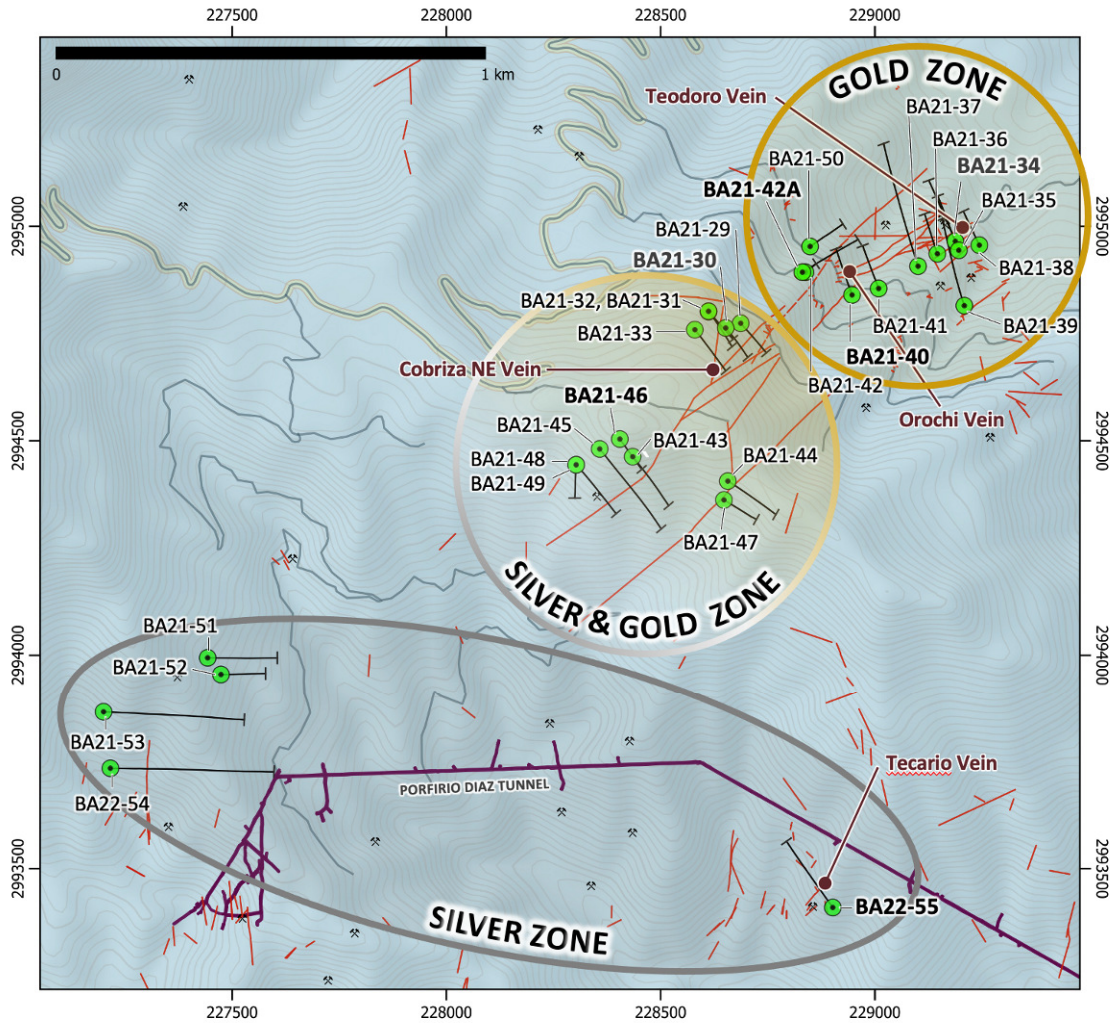 227500
228000
228500
229000
0
1 km
GOLD ZONE
Teodoro Vein
BA21-37
BA21-36
BA21-50
BA21-34
BA21-42A
BA21-35
2995000
2995000
BA21-29
BA21-30
BA21-38
BA21-32, BA21-31
BA21-33
BA21-41
BA21-39
BA21-40
Cobriza NE Vein
BA21-42
BA21-46
Orochi Vein
BA21-45
BA21-43
2994500
2994500
BA21-48
BA21-44
BA21-49
BA21-47
SILVER & GOLD ZONE
BA21-51
2994000
2994000
BA21-52
BA21-53
Tecario Vein
PORFIRIO DIAZ TUNNEL
BA22-54
2993500
2993500
BA22-55
SILVER ZONE
227500
228000
228500
229000